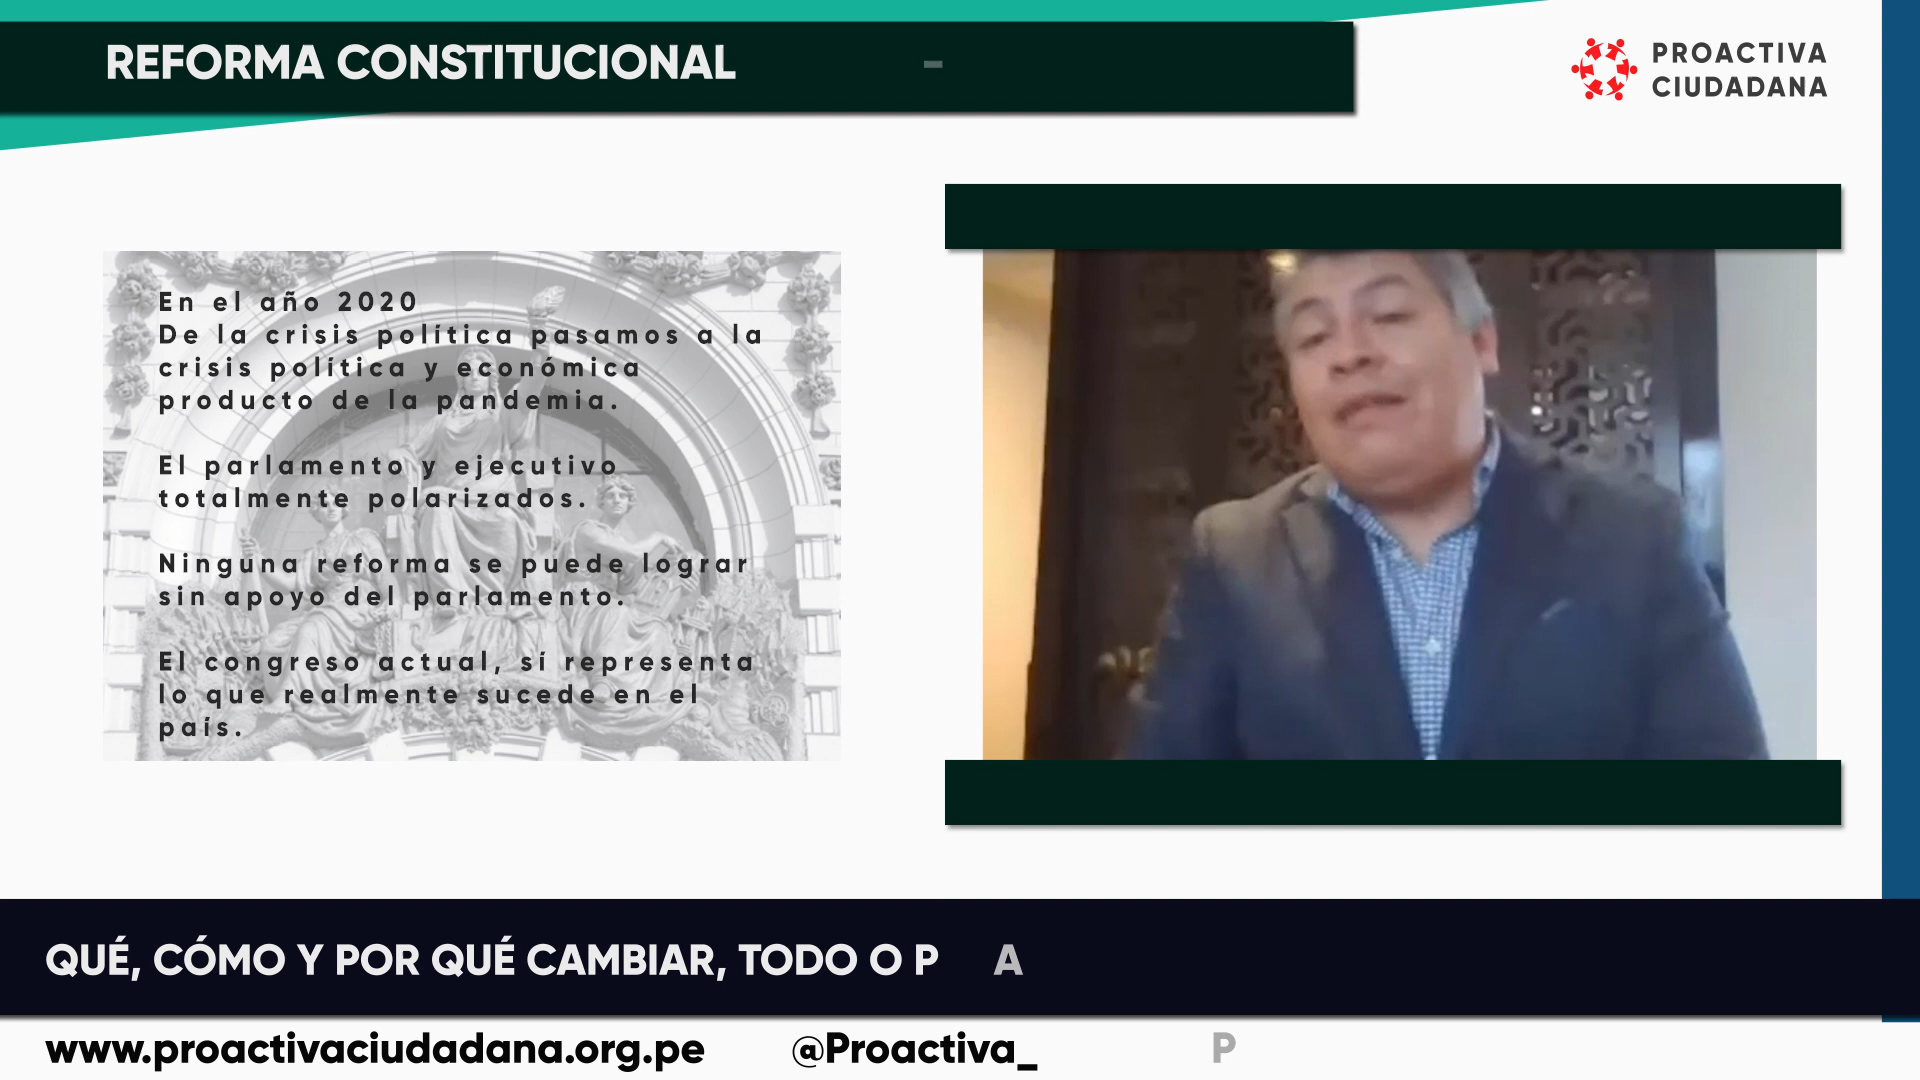 REFORMA CONSTITUCIONAL -
PROACTIVA
CIUDADANA
En el año 2020
De la crisis política pasamos a la
crisis política y económica
producto de la pandemia.
El parlamento y ejecutivo
totalmente polarizados.
Ninguna reforma se puede lograr
sin apoyo del parlamento.
El congreso actual, sí representa
lo que realmente sucede en el
país.
QUÉ, CÓMO Y POR QUÉ CAMBIAR, TODO O P A
www.proactivaciudadana.org.pe @Proactiva_ P